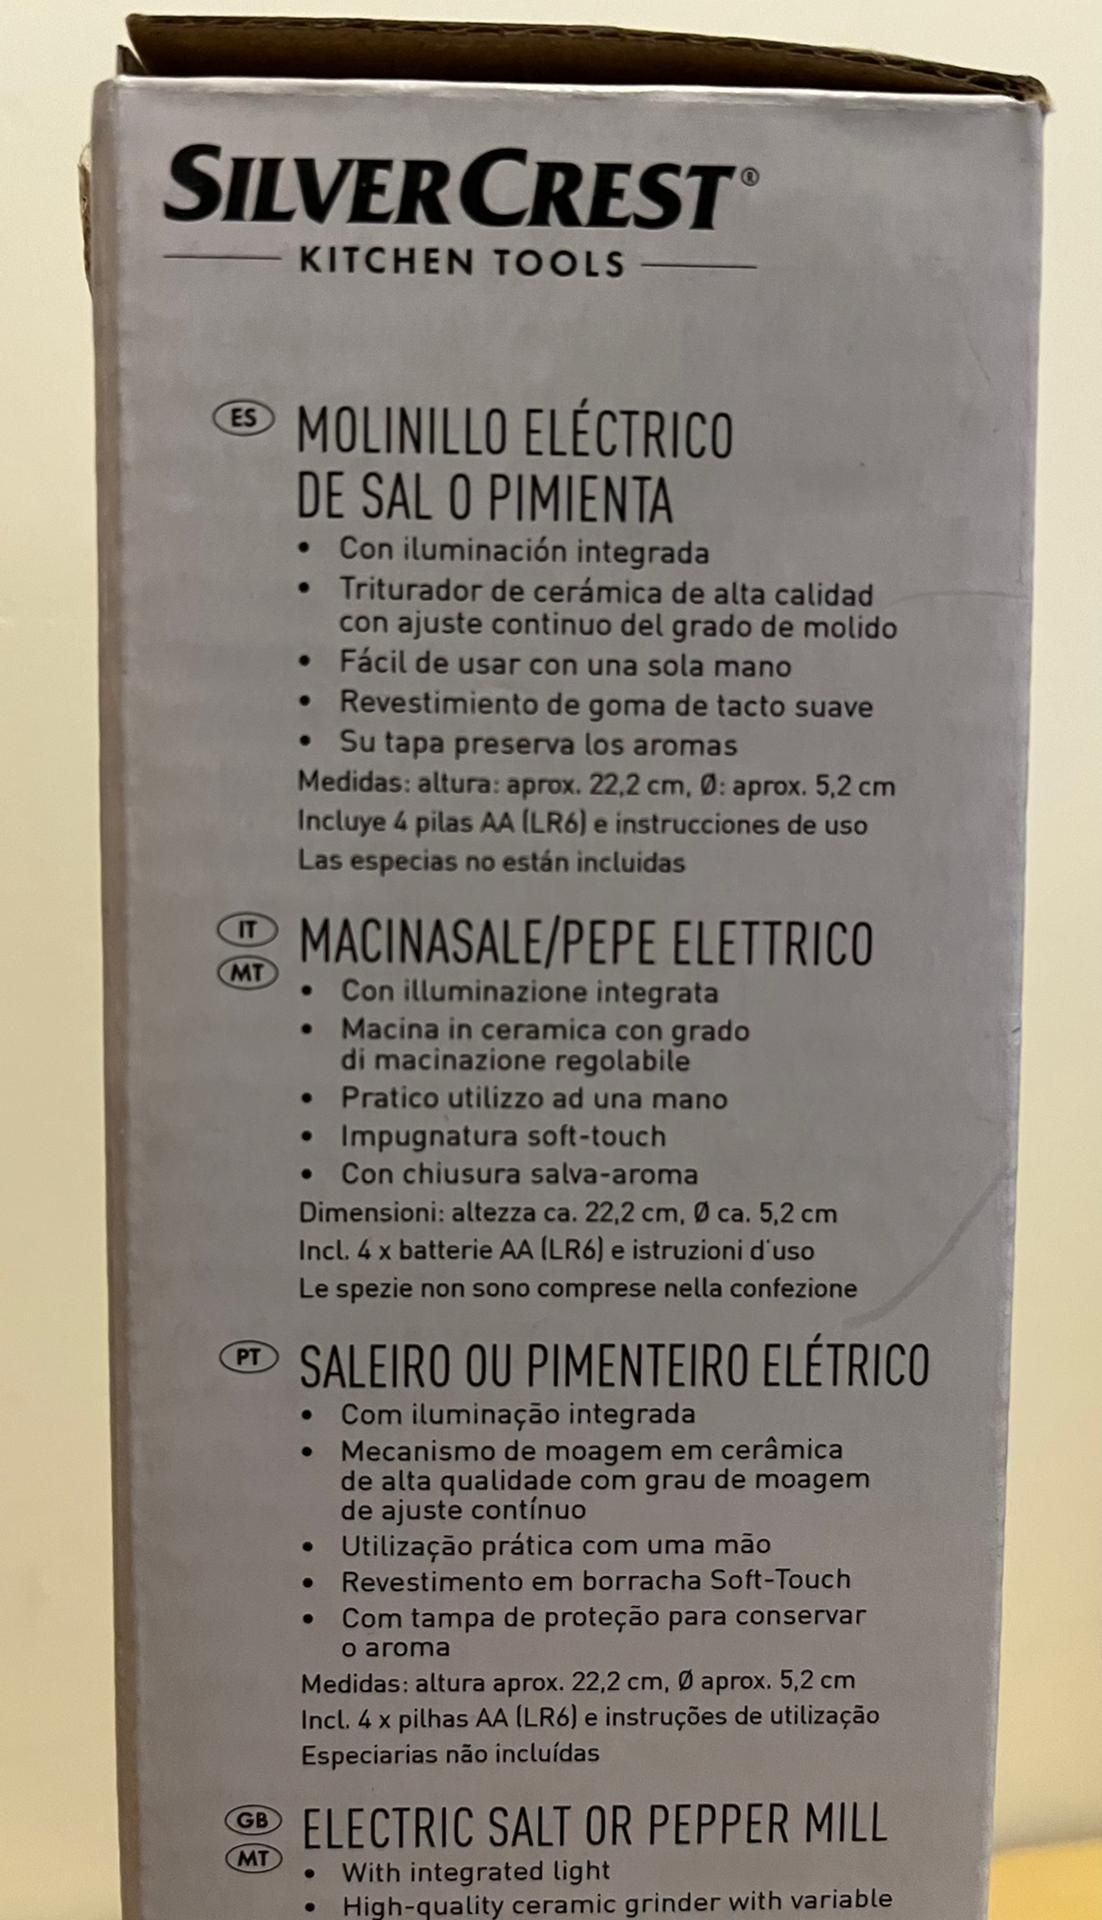 SILVERCREST®
KITCHEN TOOLS
ES MOLINILLO ELÉCTRICO
DE SAL O PIMIENTA
• Con iluminación integrada
• Triturador de cerámica de alta calidad
con ajuste continuo del grado de molido
• Fácil de usar con una sola mano
• Revestimiento de goma de tacto suave
• Su tapa preserva los aromas
Medidas: altura: aprox. 22,2 cm, Ø: aprox. 5,2 cm
Incluye 4 pilas AA (LR6) e instrucciones de uso
Las especias no están incluidas
IT MACINASALE/PEPE ELETTRICO
MT
• Con illuminazione integrata
• Macina in ceramica con grado
di macinazione regolabile
• Pratico utilizzo ad una mano
• Impugnatura soft-touch
• Con chiusura salva-aroma
Dimensioni: altezza ca. 22,2 cm, Ø ca. 5,2 cm
Incl. 4 x batterie AA (LR6) e istruzioni d'uso
Le spezie non sono comprese nella confezione
PT SALEIRO OU PIMENTEIRO ELÉTRICO
• Com iluminação integrada
• Mecanismo de moagem em cerâmica
de alta qualidade com grau de moagem
de ajuste contínuo
• Utilização prática com uma mão
• Revestimento em borracha Soft-Touch
• Com tampa de proteção para conservar
o aroma
Medidas: altura aprox. 22,2 cm, Ø aprox. 5,2 cm
Incl. 4 x pilhas AA (LR6) e instruções de utilização
Especiarias não incluídas
GB ELECTRIC SALT OR PEPPER MILL
MT
• With integrated light
• High-quality ceramic grinder with variable